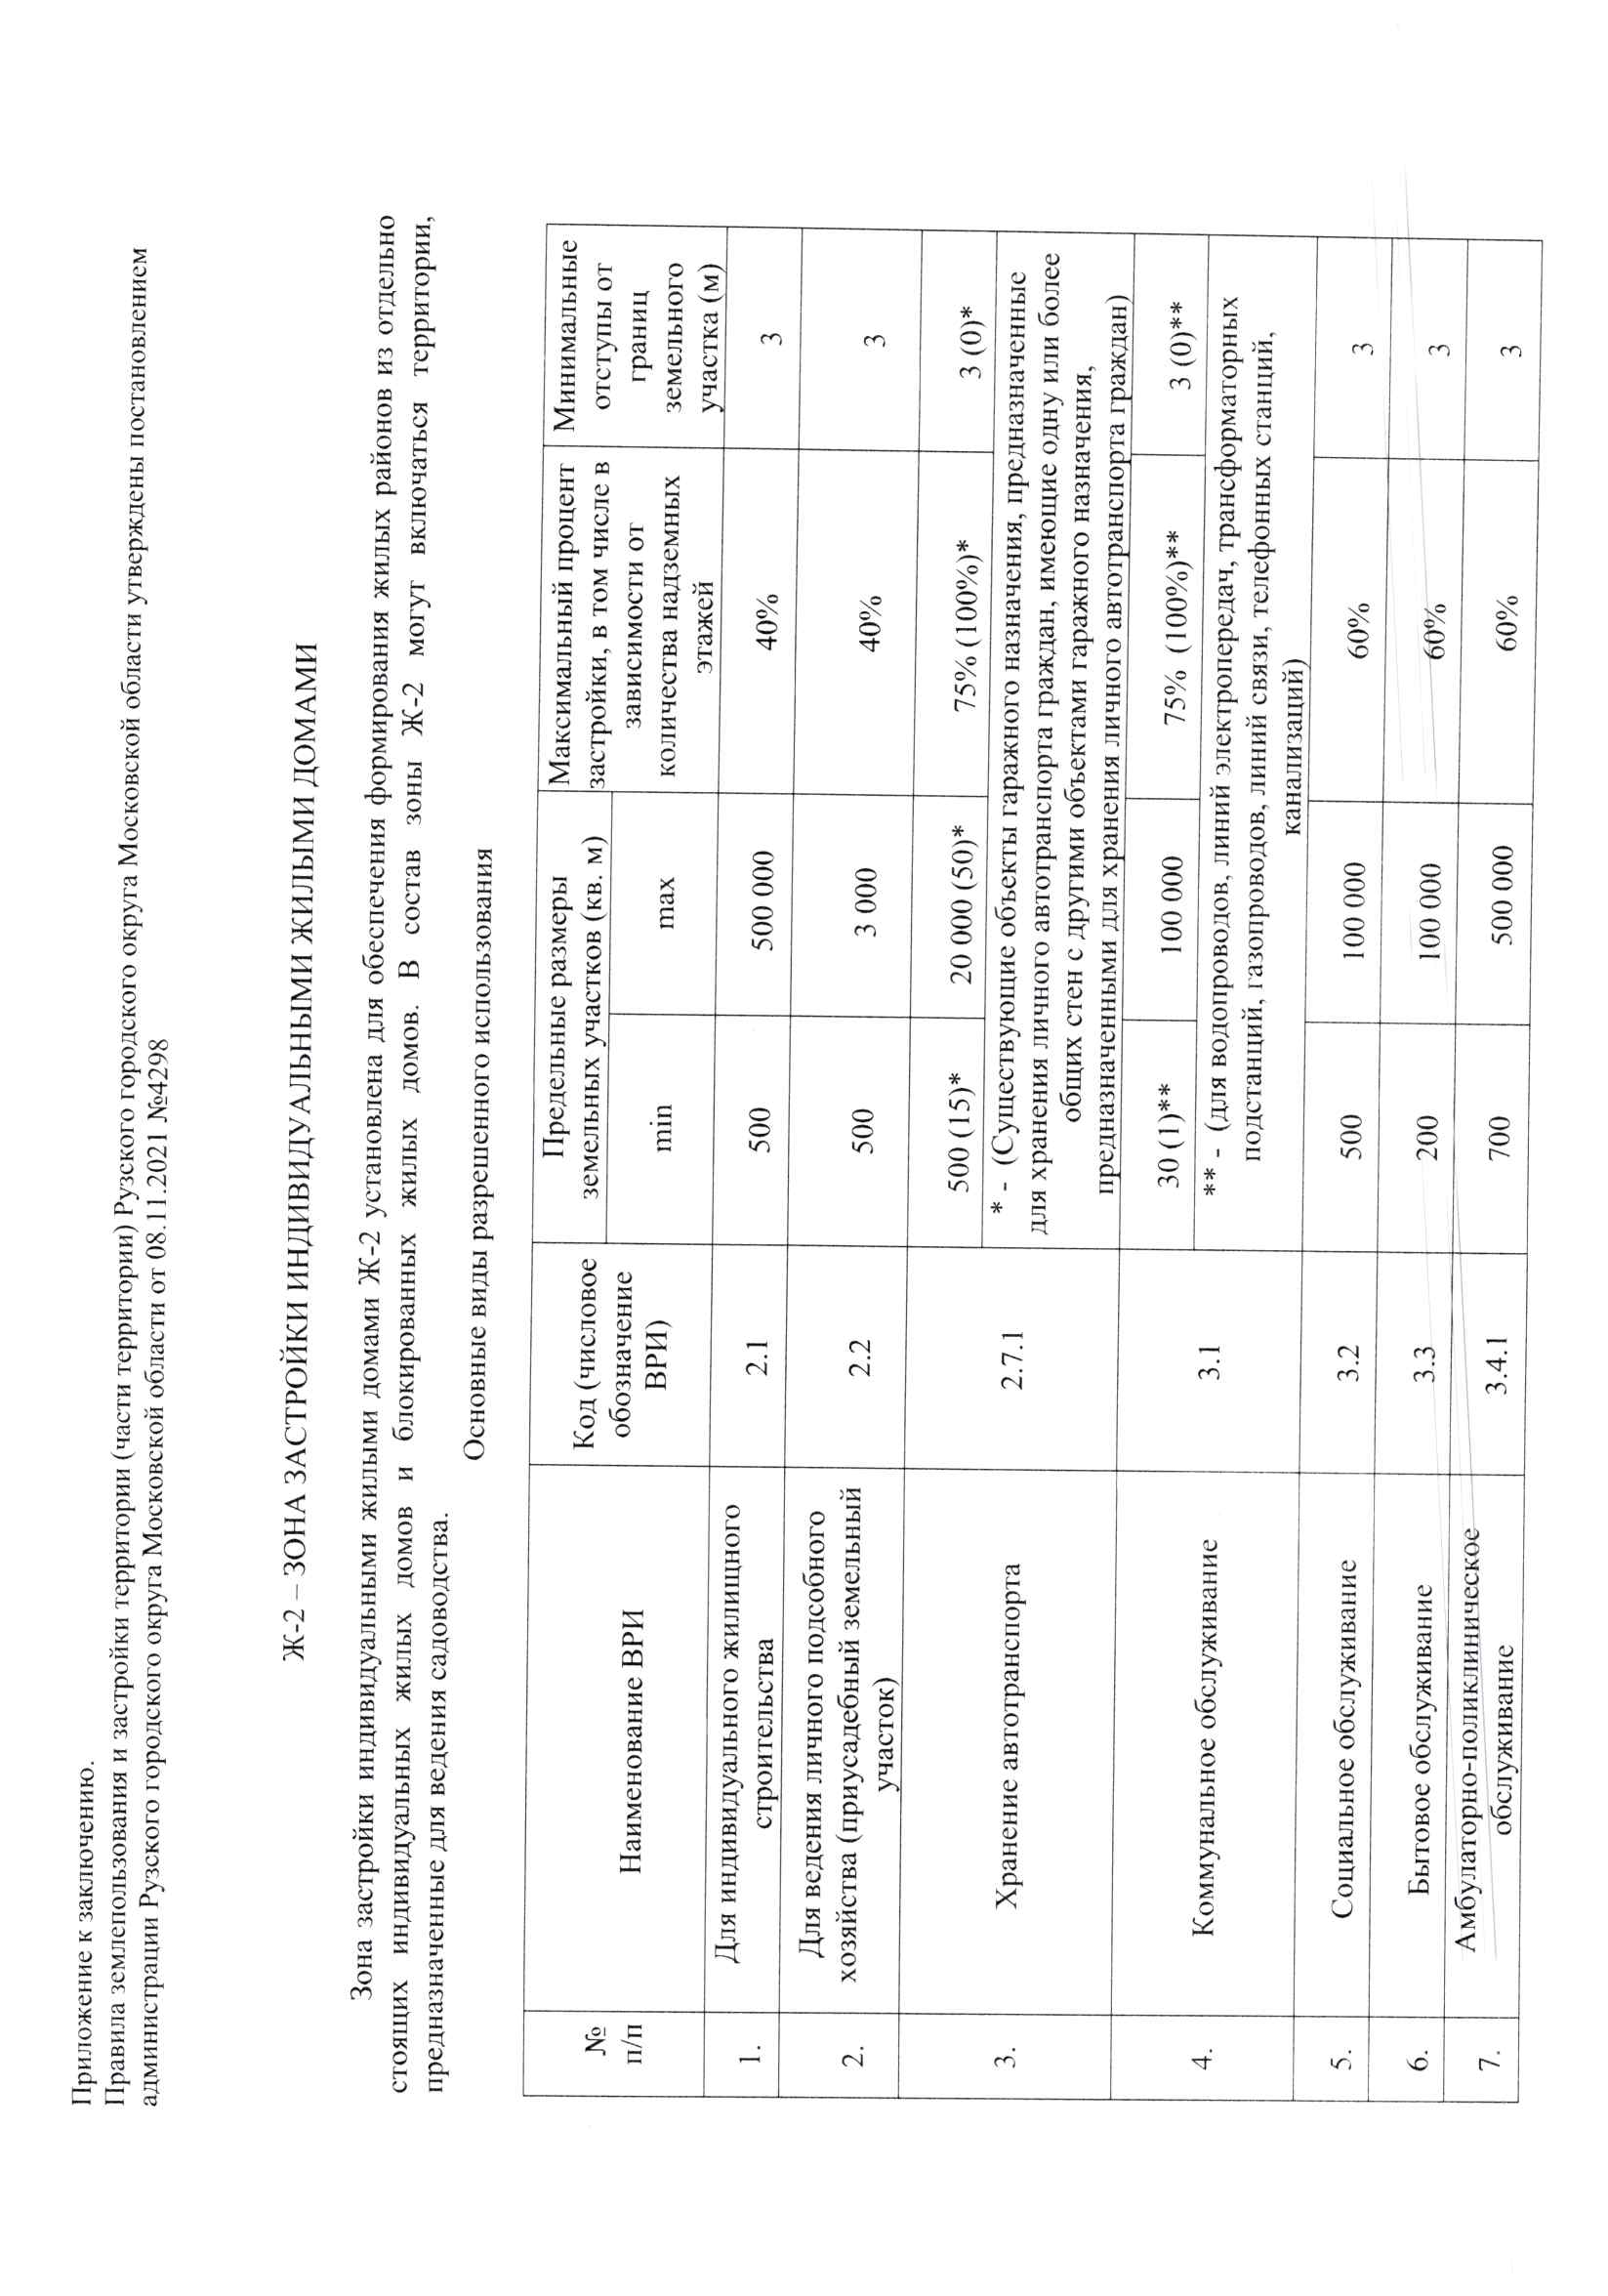 Приложение к заключению.
Правила землепользования и застройки территории (части территории) Рузского городского округа Московской области утверждены постановлением
администрации Рузского городского округа Московской области от 08.11.2021 №4298
Ж-2 – ЗОНА ЗАСТРОЙКИ ИНДИВИДУАЛЬНЫМИ ЖИЛЫМИ ДОМАМИ
Зона застройки индивидуальными жилыми домами Ж-2 установлена для обеспечения формирования жилых районов из отдельно
стоящих индивидуальных жилых домов и блокированных жилых домов. В состав зоны Ж-2 могут включаться территории,
предназначенные для ведения садоводства.
Основные виды разрешенного использования
№
п/п
Наименование ВРИ
Код (числовое
обозначение
ВРИ)
Предельные размеры
земельных участков (кв. м)
min
max
Максимальный процент
застройки, в том числе в
зависимости от
количества надземных
этажей
Минимальные
отступы от
границ
земельного
участка (м)
1.
Для индивидуального жилищного
строительства
2.1
500
500 000
40%
3
2.
Для ведения личного подсобного
хозяйства (приусадебный земельный
участок)
2.2
500
3 000
40%
3
3.
Хранение автотранспорта
2.7.1
500 (15)*
20 000 (50)*
75% (100%)*
3 (0)*
* - (Существующие объекты гаражного назначения, предназначенные
для хранения личного автотранспорта граждан, имеющие одну или более
общих стен с другими объектами гаражного назначения,
предназначенными для хранения личного автотранспорта граждан)
4.
Коммунальное обслуживание
3.1
30 (1)**
100 000
75% (100%)**
3 (0)**
** - (для водопроводов, линий электропередач, трансформаторных
подстанций, газопроводов, линий связи, телефонных станций,
канализаций)
5.
Социальное обслуживание
3.2
500
100 000
60%
3
6.
Бытовое обслуживание
3.3
200
100 000
60%
3
7.
Амбулаторно-поликлиническое
обслуживание
3.4.1
700
500 000
60%
3